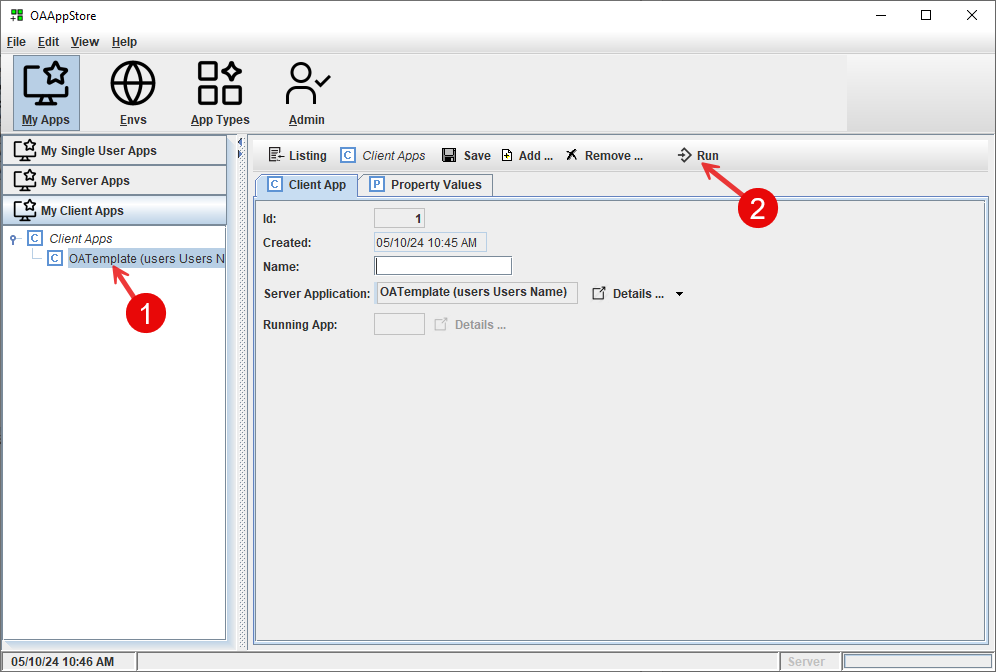 OAAppStore
File Edit View Help
My Apps Envs App Types Admin
My Single User Apps
My Server Apps
My Client Apps
C Client Apps
C OATemplate (users Users N
1
Listing C Client Apps Save Add ... Remove ... Run
2
C Client App P Property Values
Id: 1
Created: 05/10/24 10:45 AM
Name:
Server Application: OATemplate (users Users Name) Details ...
Running App: Details ...
05/10/24 10:46 AM Server